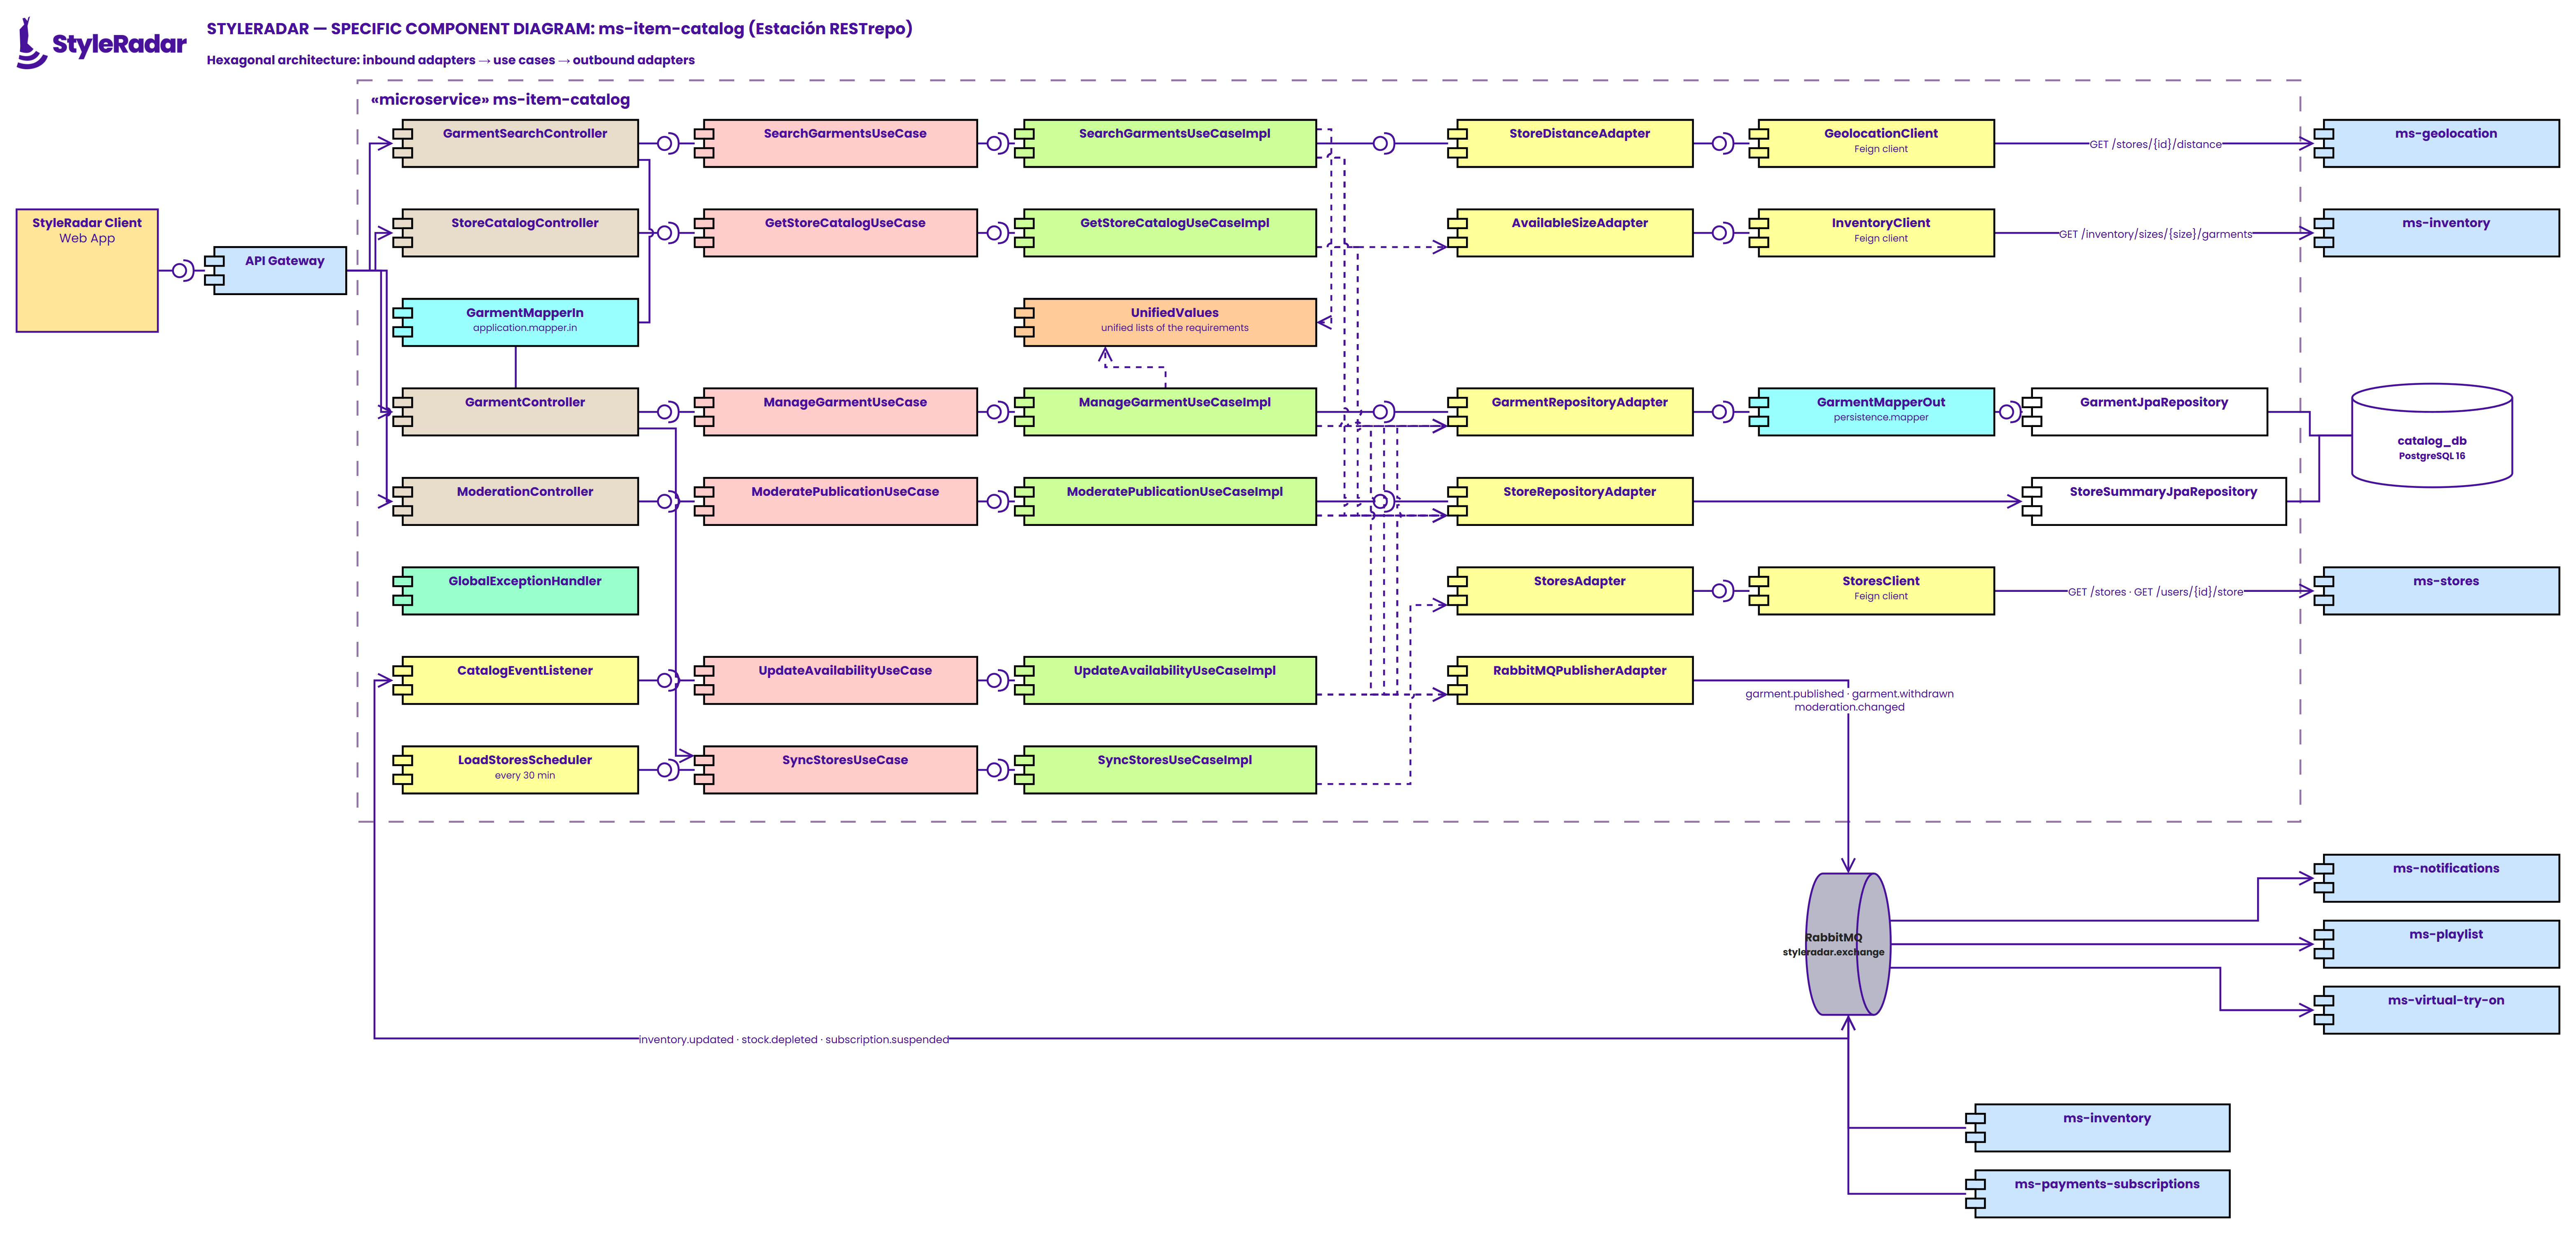 StyleRadar
STYLERADAR — SPECIFIC COMPONENT DIAGRAM: ms-item-catalog (Estación RESTrepo)
Hexagonal architecture: inbound adapters → use cases → outbound adapters
«microservice» ms-item-catalog
GarmentSearchController
SearchGarmentsUseCase
SearchGarmentsUseCaseImpl
StoreDistanceAdapter
GeolocationClient
Feign client
GET /stores/{id}/distance
ms-geolocation
StyleRadar Client
Web App
API Gateway
StoreCatalogController
GetStoreCatalogUseCase
GetStoreCatalogUseCaseImpl
AvailableSizeAdapter
InventoryClient
Feign client
GET /inventory/sizes/{size}/garments
ms-inventory
GarmentMapperIn
application.mapper.in
UnifiedValues
unified lists of the requirements
GarmentController
ManageGarmentUseCase
ManageGarmentUseCaseImpl
GarmentRepositoryAdapter
GarmentMapperOut
persistence.mapper
GarmentJpaRepository
catalog_db
PostgreSQL 16
ModerationController
ModeratePublicationUseCase
ModeratePublicationUseCaseImpl
StoreRepositoryAdapter
StoreSummaryJpaRepository
GlobalExceptionHandler
StoresAdapter
StoresClient
Feign client
GET /stores · GET /users/{id}/store
ms-stores
CatalogEventListener
UpdateAvailabilityUseCase
UpdateAvailabilityUseCaseImpl
RabbitMQPublisherAdapter
garment.published · garment.withdrawn
moderation.changed
LoadStoresScheduler
every 30 min
SyncStoresUseCase
SyncStoresUseCaseImpl
RabbitMQ
styleradar.exchange
ms-notifications
ms-playlist
ms-virtual-try-on
inventory.updated · stock.depleted · subscription.suspended
ms-inventory
ms-payments-subscriptions